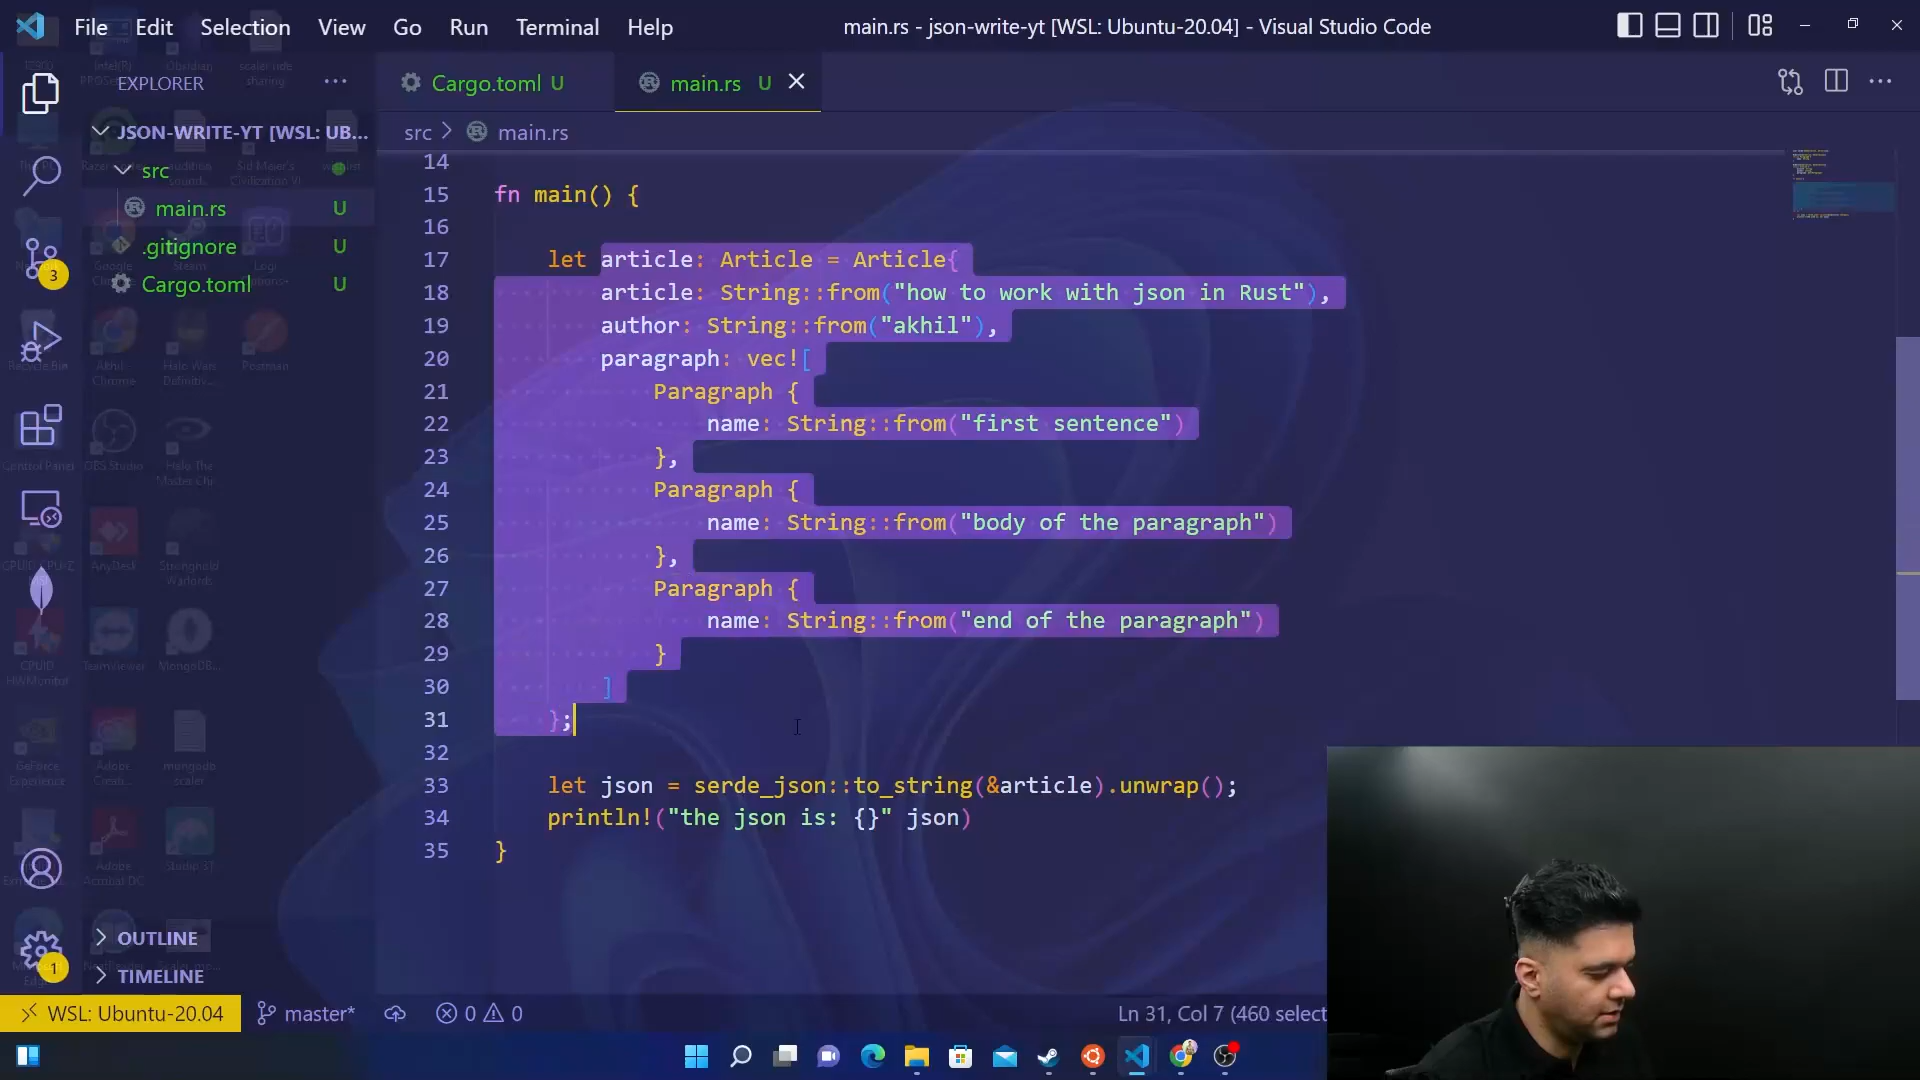 File Edit Selection View Go Run Terminal Help
main.rs - json-write-yt [WSL: Ubuntu-20.04] - Visual Studio Code
EXPLORER
Cargo.toml U
main.rs U
JSON-WRITE-YT [WSL: UB...
src > main.rs
src
main.rs U
.gitignore U
Cargo.toml U
3
14
15 fn main() {
16
17 let article: Article = Article{
18 article: String::from("how to work with json in Rust"),
19 author: String::from("akhil"),
20 paragraph: vec![
21 Paragraph {
22 name: String::from("first sentence")
23 },
24 Paragraph {
25 name: String::from("body of the paragraph")
26 },
27 Paragraph {
28 name: String::from("end of the paragraph")
29 }
30 ]
31 };
32
33 let json = serde_json::to_string(&article).unwrap();
34 println!("the json is: {}" json)
35 }
OUTLINE
TIMELINE
1
WSL: Ubuntu-20.04 master* 0 0 Ln 31, Col 7 (460 select